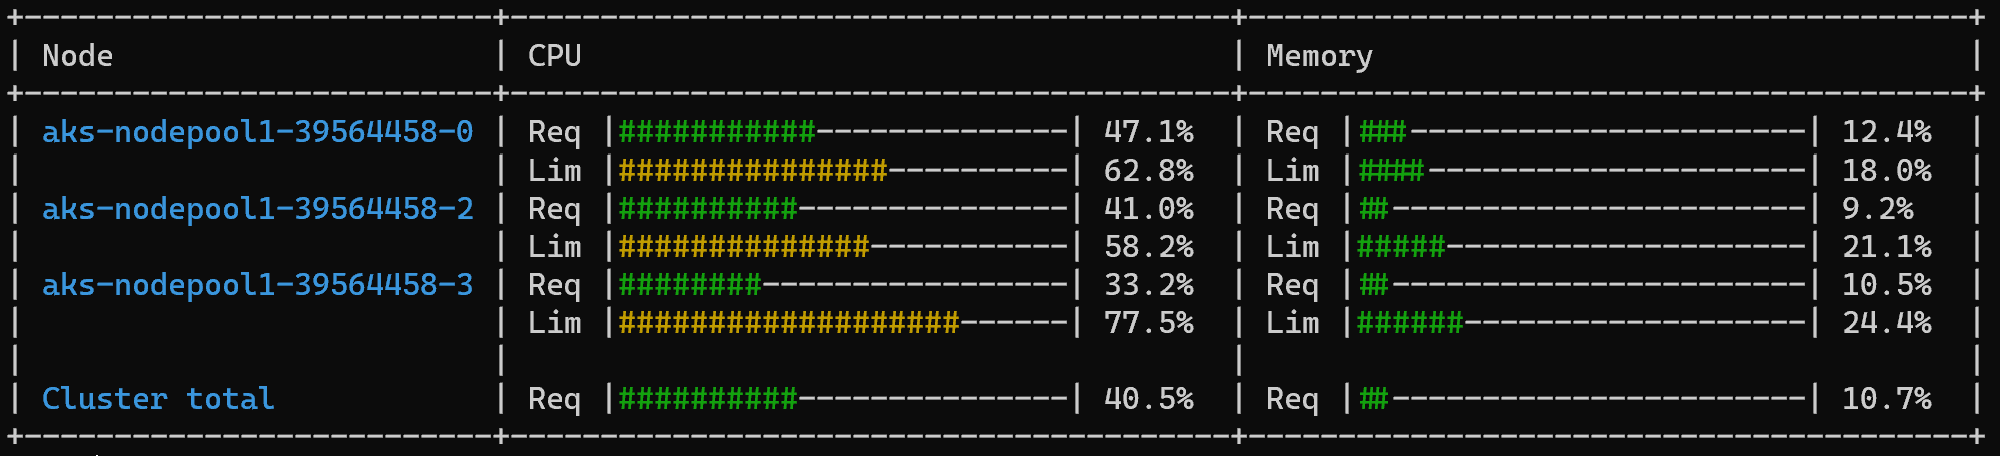 +--------------------------+----------------------------------------+----------------------------------------+
| Node                     | CPU                                    | Memory                                 |
+--------------------------+----------------------------------------+----------------------------------------+
| aks-nodepool1-39564458-0 | Req |###########--------------| 47.1%  | Req |###----------------------| 12.4%  |
|                          | Lim |###############----------| 62.8%  | Lim |####---------------------| 18.0%  |
| aks-nodepool1-39564458-2 | Req |##########---------------| 41.0%  | Req |##-----------------------| 9.2%   |
|                          | Lim |##############-----------| 58.2%  | Lim |#####--------------------| 21.1%  |
| aks-nodepool1-39564458-3 | Req |########-----------------| 33.2%  | Req |##-----------------------| 10.5%  |
|                          | Lim |###################------| 77.5%  | Lim |######-------------------| 24.4%  |
|                          |                                        |                                        |
| Cluster total            | Req |##########---------------| 40.5%  | Req |##-----------------------| 10.7%  |
+--------------------------+----------------------------------------+----------------------------------------+